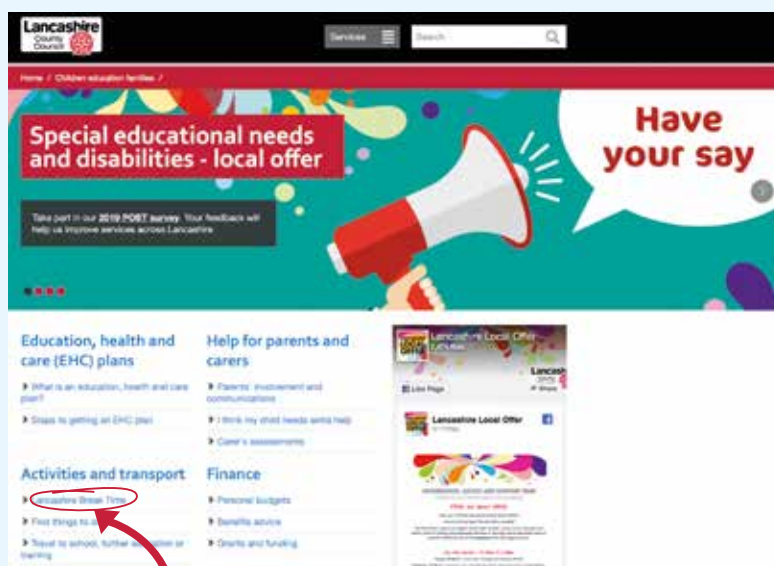 Lancashire
County
Council
Services
Search
Home / Children education families /
Special educational needs
and disabilities - local offer
Have
your say
Take part in our 2019 POET survey. Your feedback will
help us improve services across Lancashire
Education, health and
care (EHC) plans
What is an education, health and care
plan?
Steps to getting an EHC plan
Help for parents and
carers
Parents' involvement and
communications
I think my child needs extra help
Carer's assessments
Activities and transport
Lancashire Break Time
Find things to
Travel to school, further education or
training
Finance
Personal budgets
Benefits advice
Grants and funding
Lancashire Local Offer
Like Page
Share
Lancashire Local Offer